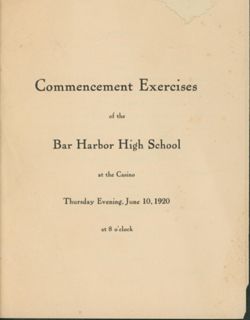 Commencement Exercises
of the
Bar Harbor High School
at the Casino
Thursday Evening, June 10, 1920
at 8 o'clock